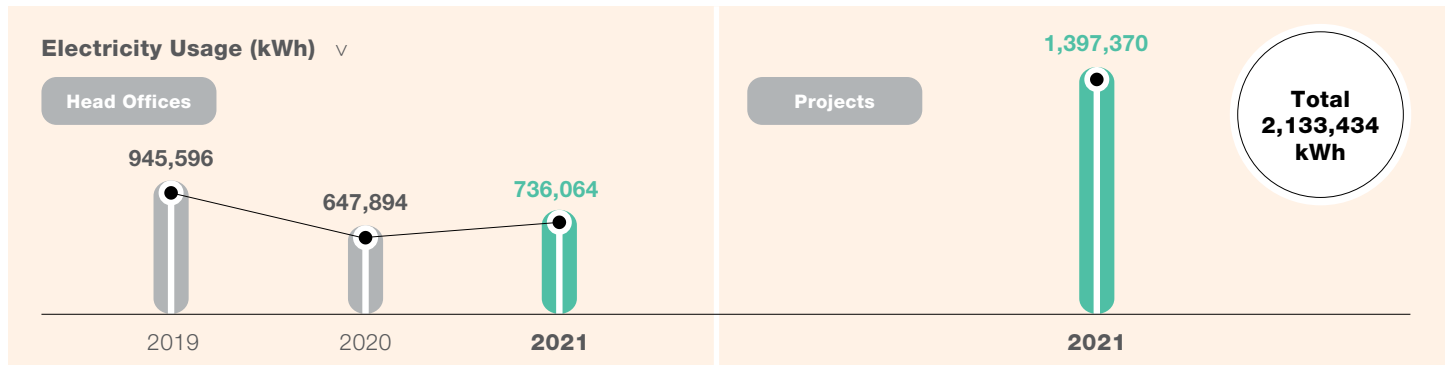 Electricity Usage (kWh) ∨
Head Offices
945,596
647,894
736,064
2019
2020
2021
Projects
1,397,370
2021
Total
2,133,434
kWh